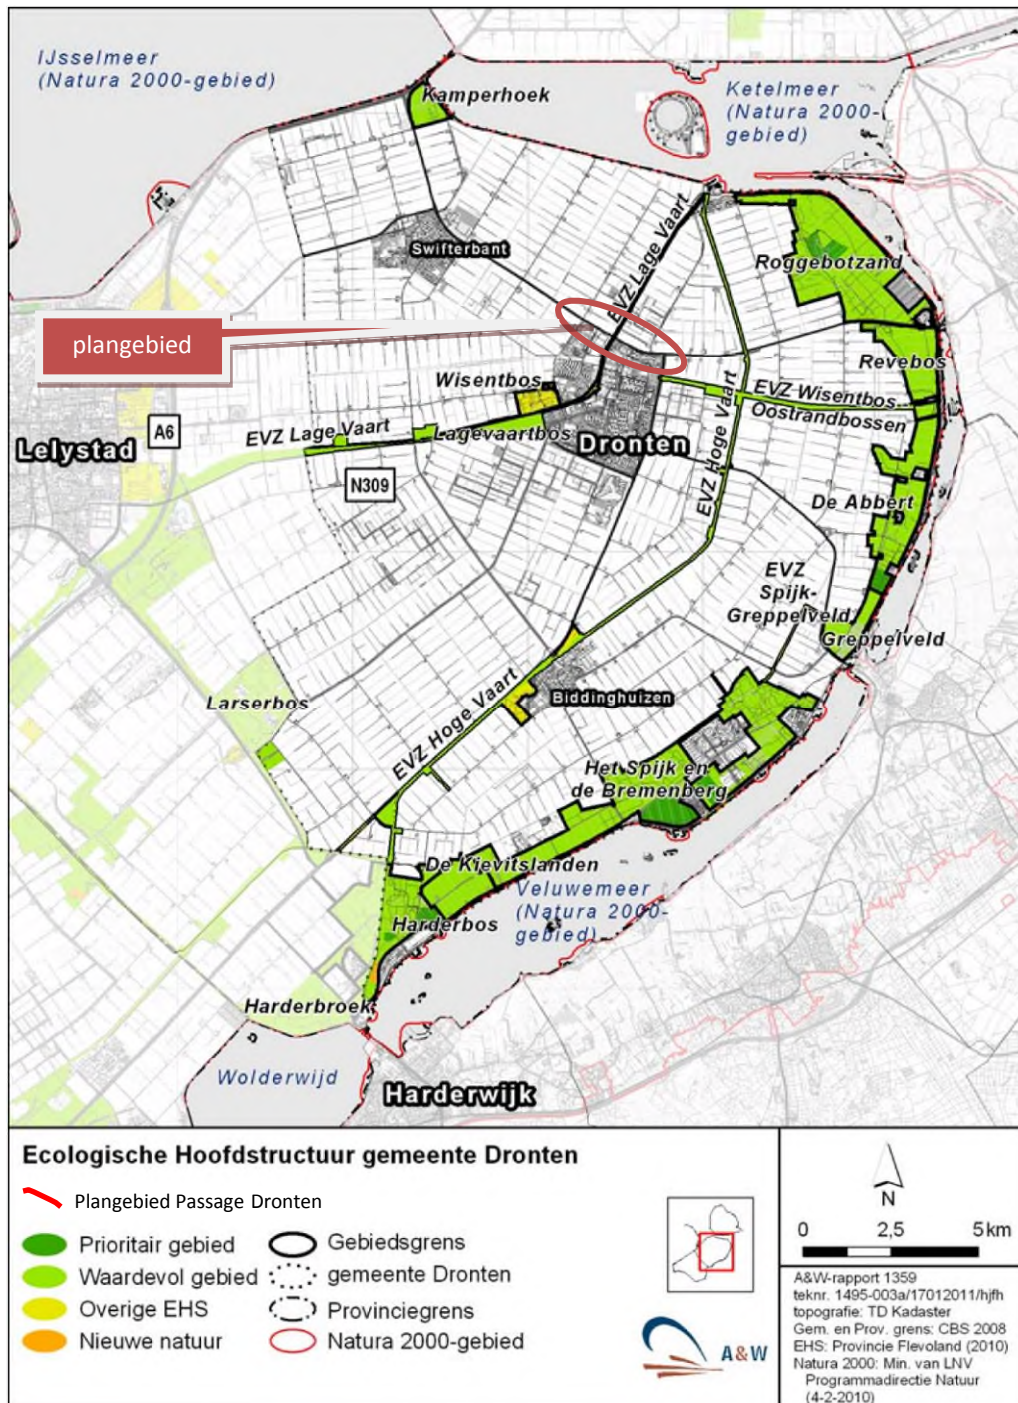 IJsselmeer
(Natura 2000-gebied)
Kamperhoek
Ketelmeer
(Natura 2000-
gebied)
Swifterbant
EVZ Lage Vaart
Roggebotzand
plangebied
Revebos
Wisentbos
EVZ Wisentbos
Oostrandbossen
A6
EVZ Lage Vaart
Lagevaartbos
Dronten
Lelystad
EVZ Hoge Vaart
N309
De Abbert
EVZ
Spijk-
Greppelveld
Greppelveld
Larserbos
EVZ Hoge Vaart
Biddinghuizen
Het Spijk en
de Bremenberg
De Kievitslanden
Veluwemeer
(Natura 2000-
gebied)
Harderbos
Harderbroek
Wolderwijd
Harderwijk
Ecologische Hoofdstructuur gemeente Dronten
Plangebied Passage Dronten
Prioritair gebied
Waardevol gebied
Overige EHS
Nieuwe natuur
Gebiedsgrens
gemeente Dronten
Provinciegrens
Natura 2000-gebied
A&W
N
0 2,5 5 km
A&W-rapport 1359
teknr. 1495-003a/17012011/hjfh
topografie: TD Kadaster
Gem. en Prov. grens: CBS 2008
EHS: Provincie Flevoland (2010)
Natura 2000: Min. van LNV
Programmadirectie Natuur
(4-2-2010)